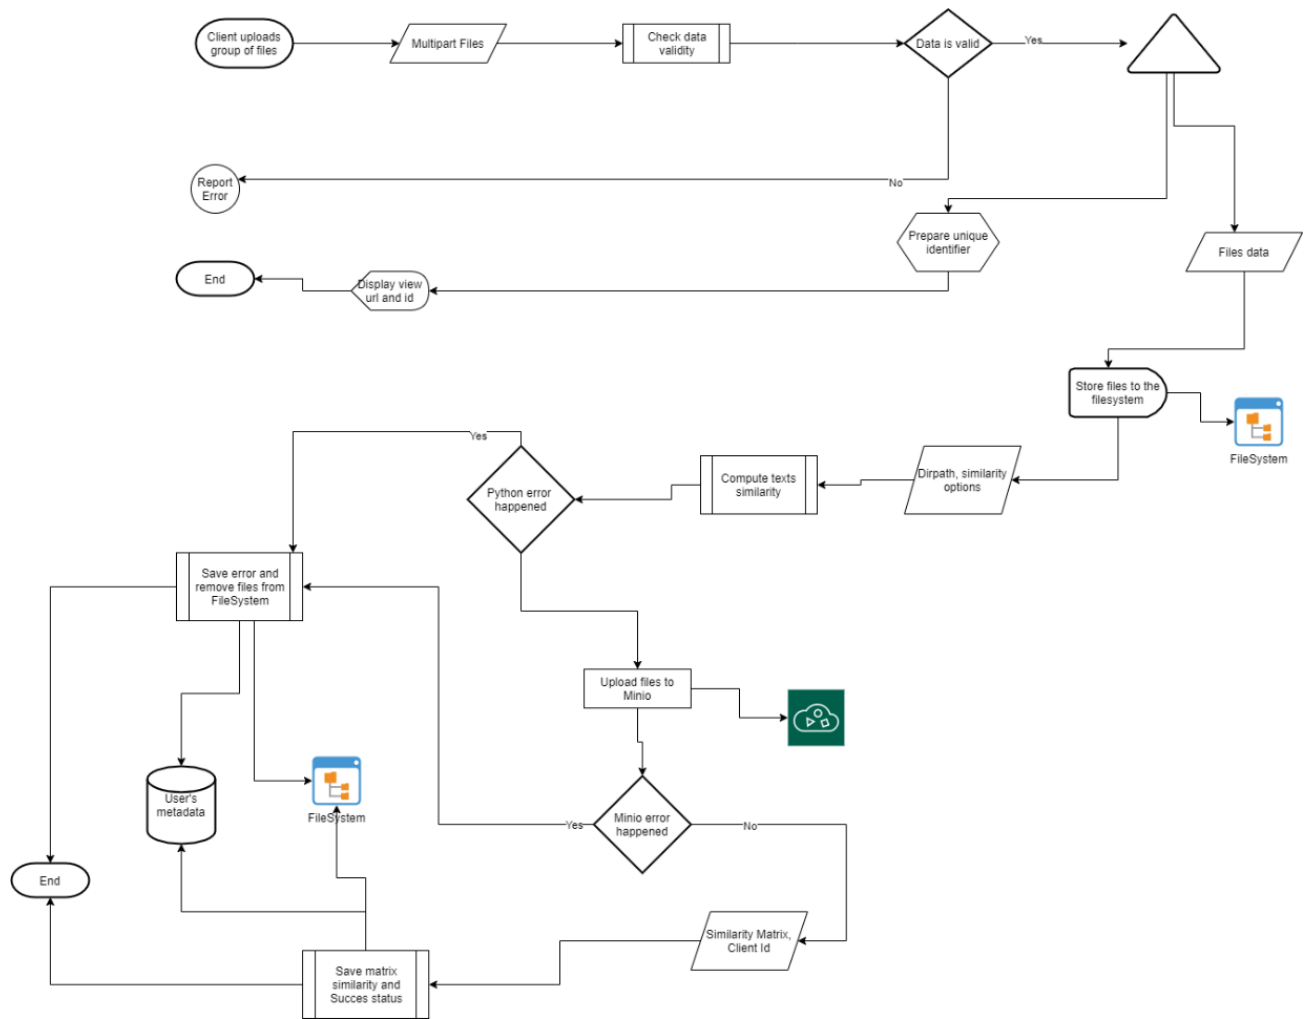 Client uploads
group of files
Multipart Files
Check data
validity
Data is valid
Yes
No
Report
Error
Prepare unique
identifier
Files data
End
Display view
url and id
Store files to the
filesystem
FileSystem
Yes
Python error
happened
Compute texts
similarity
Dirpath, similarity
options
Save error and
remove files from
FileSystem
Upload files to
Minio
User's
metadata
FileSystem
Yes
Minio error
happened
No
End
Similarity Matrix,
Client Id
Save matrix
similarity and
Succes status